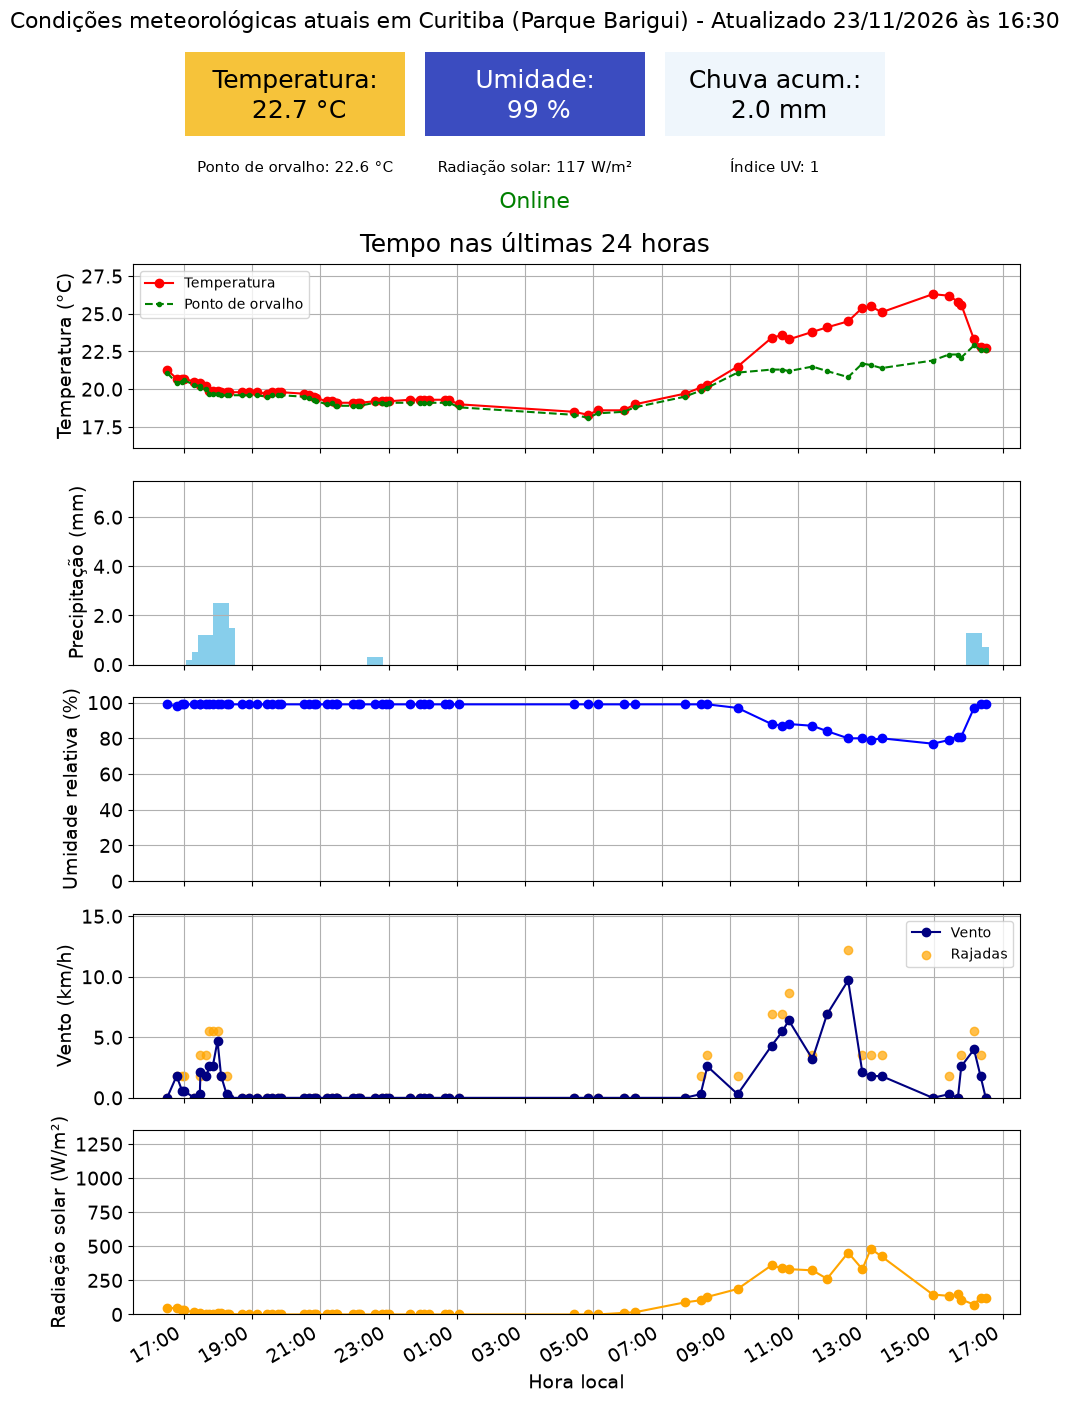 Condições meteorológicas atuais em Curitiba (Parque Barigui) - Atualizado 23/11/2026 às 16:30
Temperatura:
22.7 °C
Umidade:
99 %
Chuva acum.:
2.0 mm
Ponto de orvalho: 22.6 °C
Radiação solar: 117 W/m²
Índice UV: 1
Online
Tempo nas últimas 24 horas
Temperatura (°C)
27.5
25.0
22.5
20.0
17.5
Temperatura
Ponto de orvalho
Precipitação (mm)
6.0
4.0
2.0
0.0
Umidade relativa (%)
100
80
60
40
20
0
Vento (km/h)
15.0
10.0
5.0
0.0
Vento
Rajadas
Radiação solar (W/m²)
1250
1000
750
500
250
0
17:00
19:00
21:00
23:00
01:00
03:00
05:00
07:00
09:00
11:00
13:00
15:00
17:00
Hora local